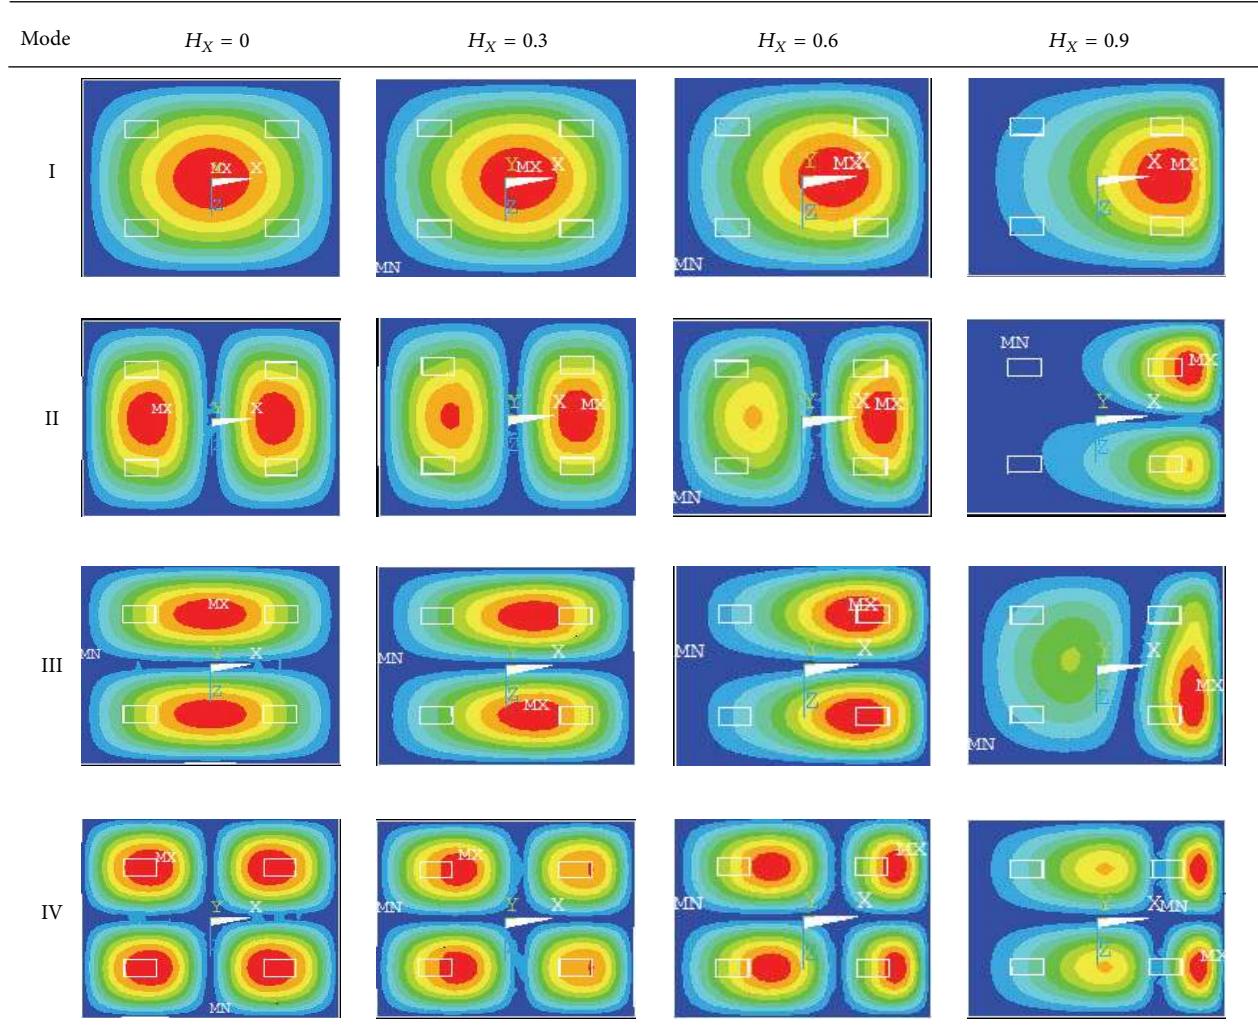 Mode H_X = 0 H_X = 0.3 H_X = 0.6 H_X = 0.9
I
Y MX X
Z
Y MX X
Z
MN
Y MX X
Z
MN
X MX
Z
II
MX Y X
Y X MX
Z
Y X MX
MN
MN
MX
Y X
Z
III
MX
MN Y X
Z
MN Y X
Z
MX
MX
MN Y X
Z
Y X
Z
MX
MN
IV
MX
Y X
MN
MX
MN Y X
Z
MX
MN Y X
Z
Y X MN
Z
MX